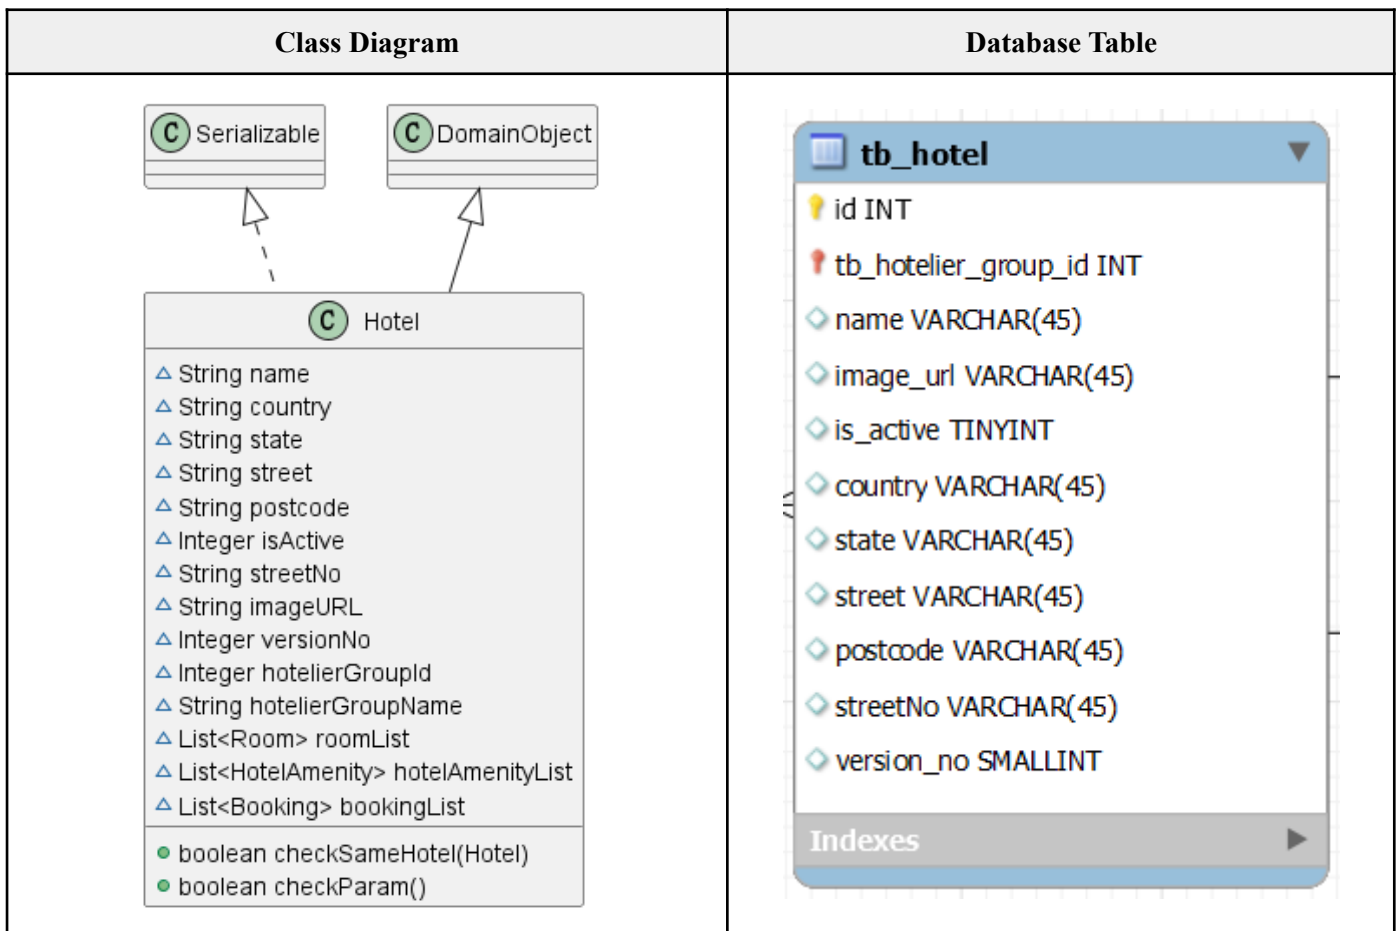 Class Diagram
Database Table
C Serializable
C DomainObject
C Hotel
String name
String country
String state
String street
String postcode
Integer isActive
String streetNo
String imageURL
Integer versionNo
Integer hotelierGroupId
String hotelierGroupName
List<Room> roomList
List<HotelAmenity> hotelAmenityList
List<Booking> bookingList
boolean checkSameHotel(Hotel)
boolean checkParam()
tb_hotel
id INT
tb_hotelier_group_id INT
name VARCHAR(45)
image_url VARCHAR(45)
is_active TINYINT
country VARCHAR(45)
state VARCHAR(45)
street VARCHAR(45)
postcode VARCHAR(45)
streetNo VARCHAR(45)
version_no SMALLINT
Indexes